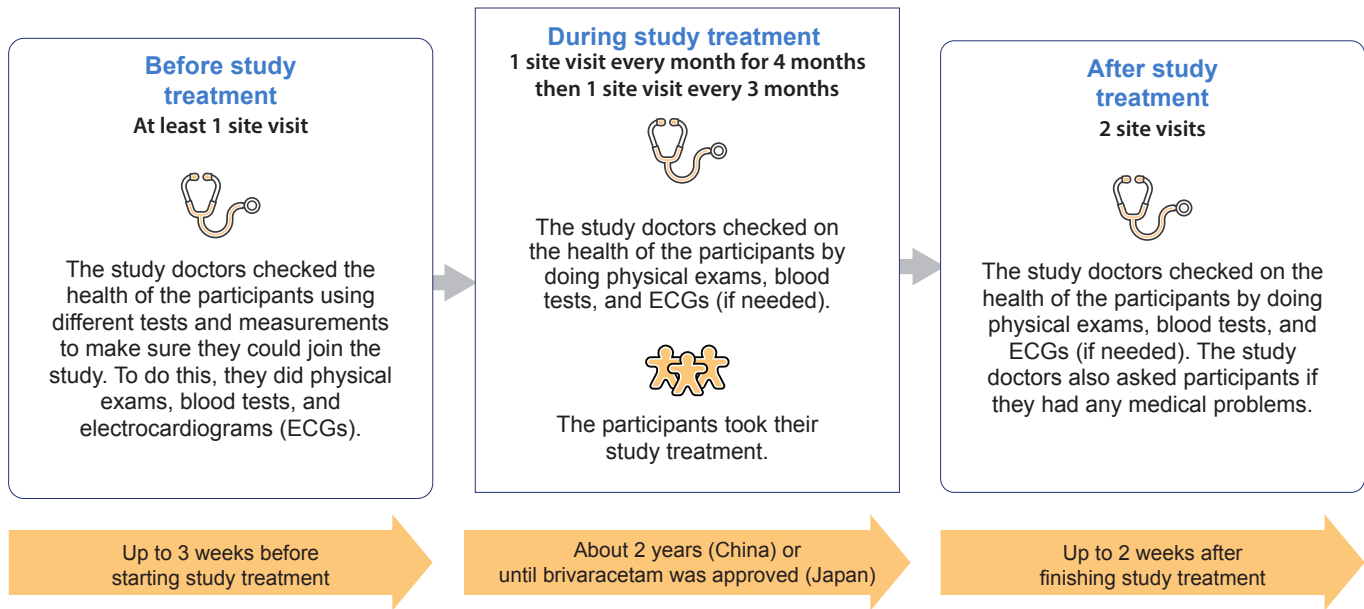 Before study
treatment
At least 1 site visit
The study doctors checked the
health of the participants using
different tests and measurements
to make sure they could join the
study. To do this, they did physical
exams, blood tests, and
electrocardiograms (ECGs).
Up to 3 weeks before
starting study treatment
During study treatment
1 site visit every month for 4 months
then 1 site visit every 3 months
The study doctors checked on
the health of the participants by
doing physical exams, blood
tests, and ECGs (if needed).
The participants took their
study treatment.
About 2 years (China) or
until brivaracetam was approved (Japan)
After study
treatment
2 site visits
The study doctors checked on the
health of the participants by doing
physical exams, blood tests, and
ECGs (if needed). The study
doctors also asked participants if
they had any medical problems.
Up to 2 weeks after
finishing study treatment